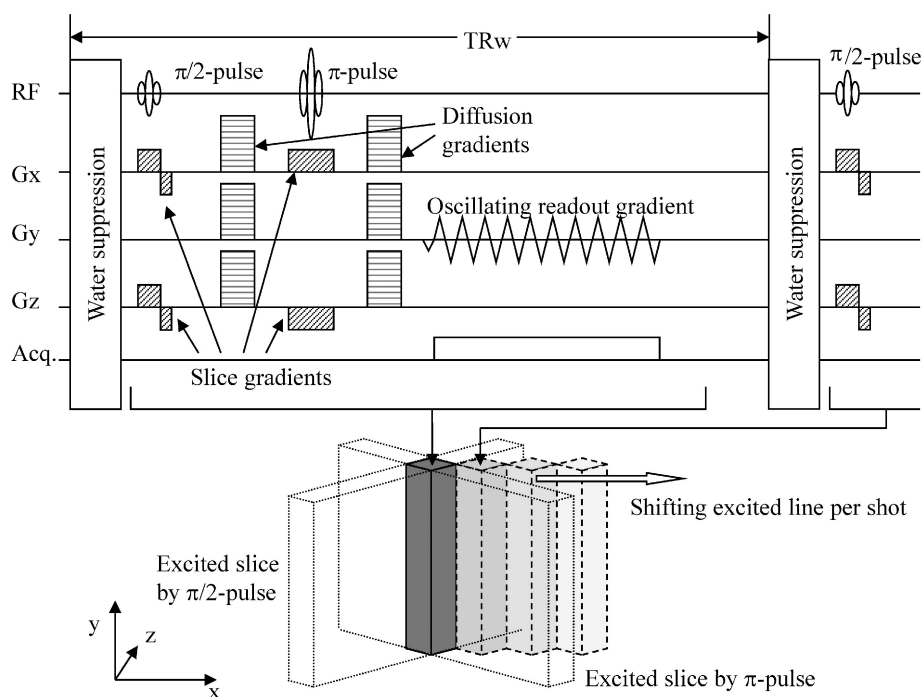 TRw
π/2-pulse
π-pulse
π/2-pulse
RF
Diffusion
gradients
Gx
Oscillating readout gradient
Gy
Water suppression
Water suppression
Gz
Slice gradients
Acq.
Shifting excited line per shot
Excited slice
by π/2-pulse
y
z
x
Excited slice by π-pulse